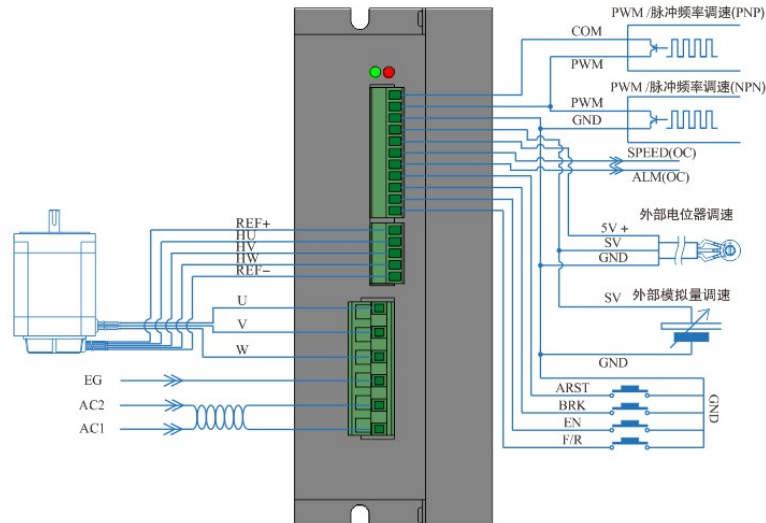 PWM /脉冲频率调速(PNP)
COM
PWM
PWM /脉冲频率调速(NPN)
PWM
GND
SPEED(OC)
ALM(OC)
外部电位器调速
5V +
SV
GND
外部模拟量调速
SV
GND
ARST
BRK
EN
F/R
GND
REF+
HU
HV
HW
REF−
U
V
W
EG
AC2
AC1